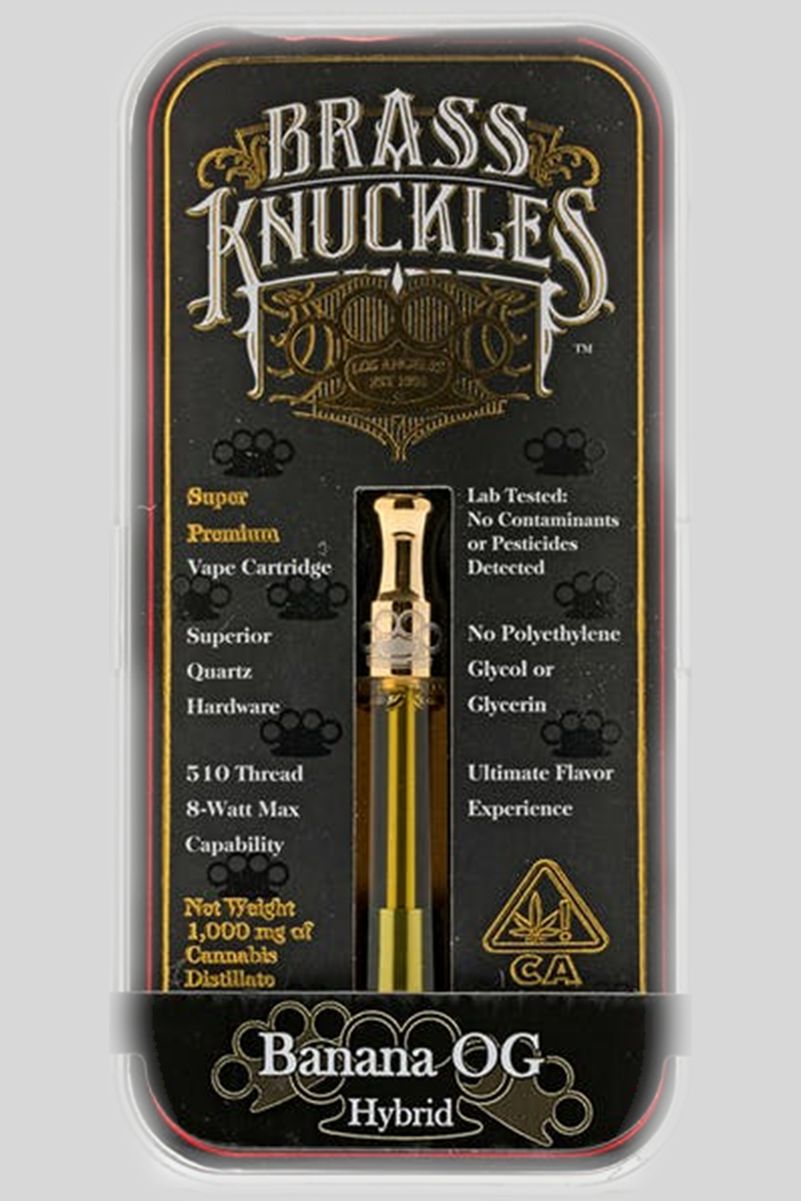 BRASS
KNUCKLES
TM
LOS ANGELES
EST
Super
Premium
Vape Cartridge
Superior
Quartz
Hardware
510 Thread
8-Watt Max
Capability
Net Weight
1,000 mg of
Cannabis
Distillate
Lab Tested:
No Contaminants
or Pesticides
Detected
No Polyethylene
Glycol or
Glycerin
Ultimate Flavor
Experience
CA
Banana OG
Hybrid